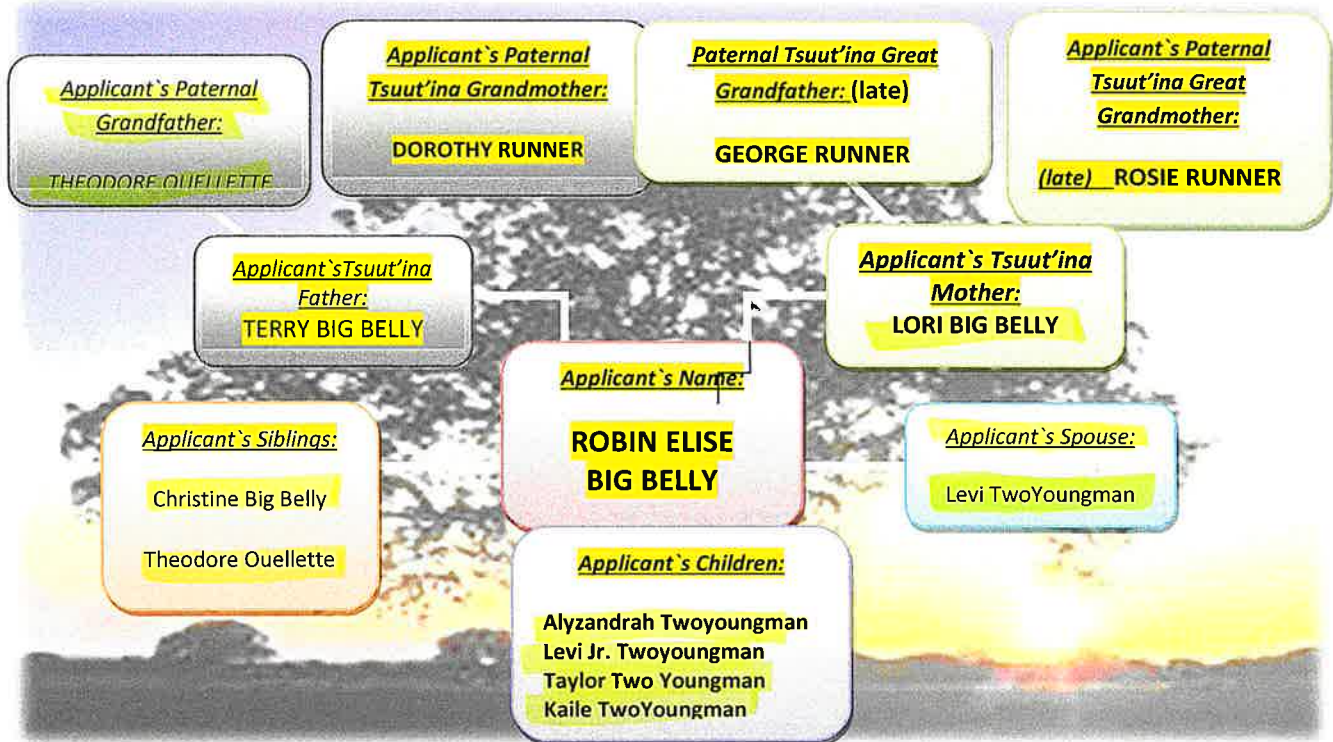 Applicant`s Paternal
Grandfather:
THEODORE OUELLETTE
Applicant`s Paternal
Tsuut'ina Grandmother:
DOROTHY RUNNER
Paternal Tsuut'ina Great
Grandfather: (late)
GEORGE RUNNER
Applicant`s Paternal
Tsuut'ina Great
Grandmother:
(late) ROSIE RUNNER
Applicant`sTsuut'ina
Father:
TERRY BIG BELLY
Applicant`s Tsuut'ina
Mother:
LORI BIG BELLY
Applicant`s Name:
ROBIN ELISE
BIG BELLY
Applicant`s Siblings:
Christine Big Belly
Theodore Ouellette
Applicant`s Spouse:
Levi TwoYoungman
Applicant`s Children:
Alyzandrah Twoyoungman
Levi Jr. Twoyoungman
Taylor Two Youngman
Kaile TwoYoungman